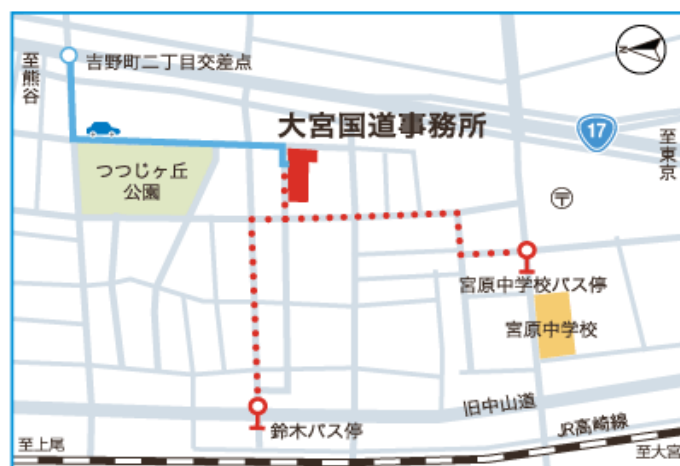 吉野町二丁目交差点
至熊谷
N
大宮国道事務所
17
至東京
つつじヶ丘
公園
〒
宮原中学校バス停
宮原中学校
旧中山道
鈴木バス停
JR高崎線
至上尾
至大宮